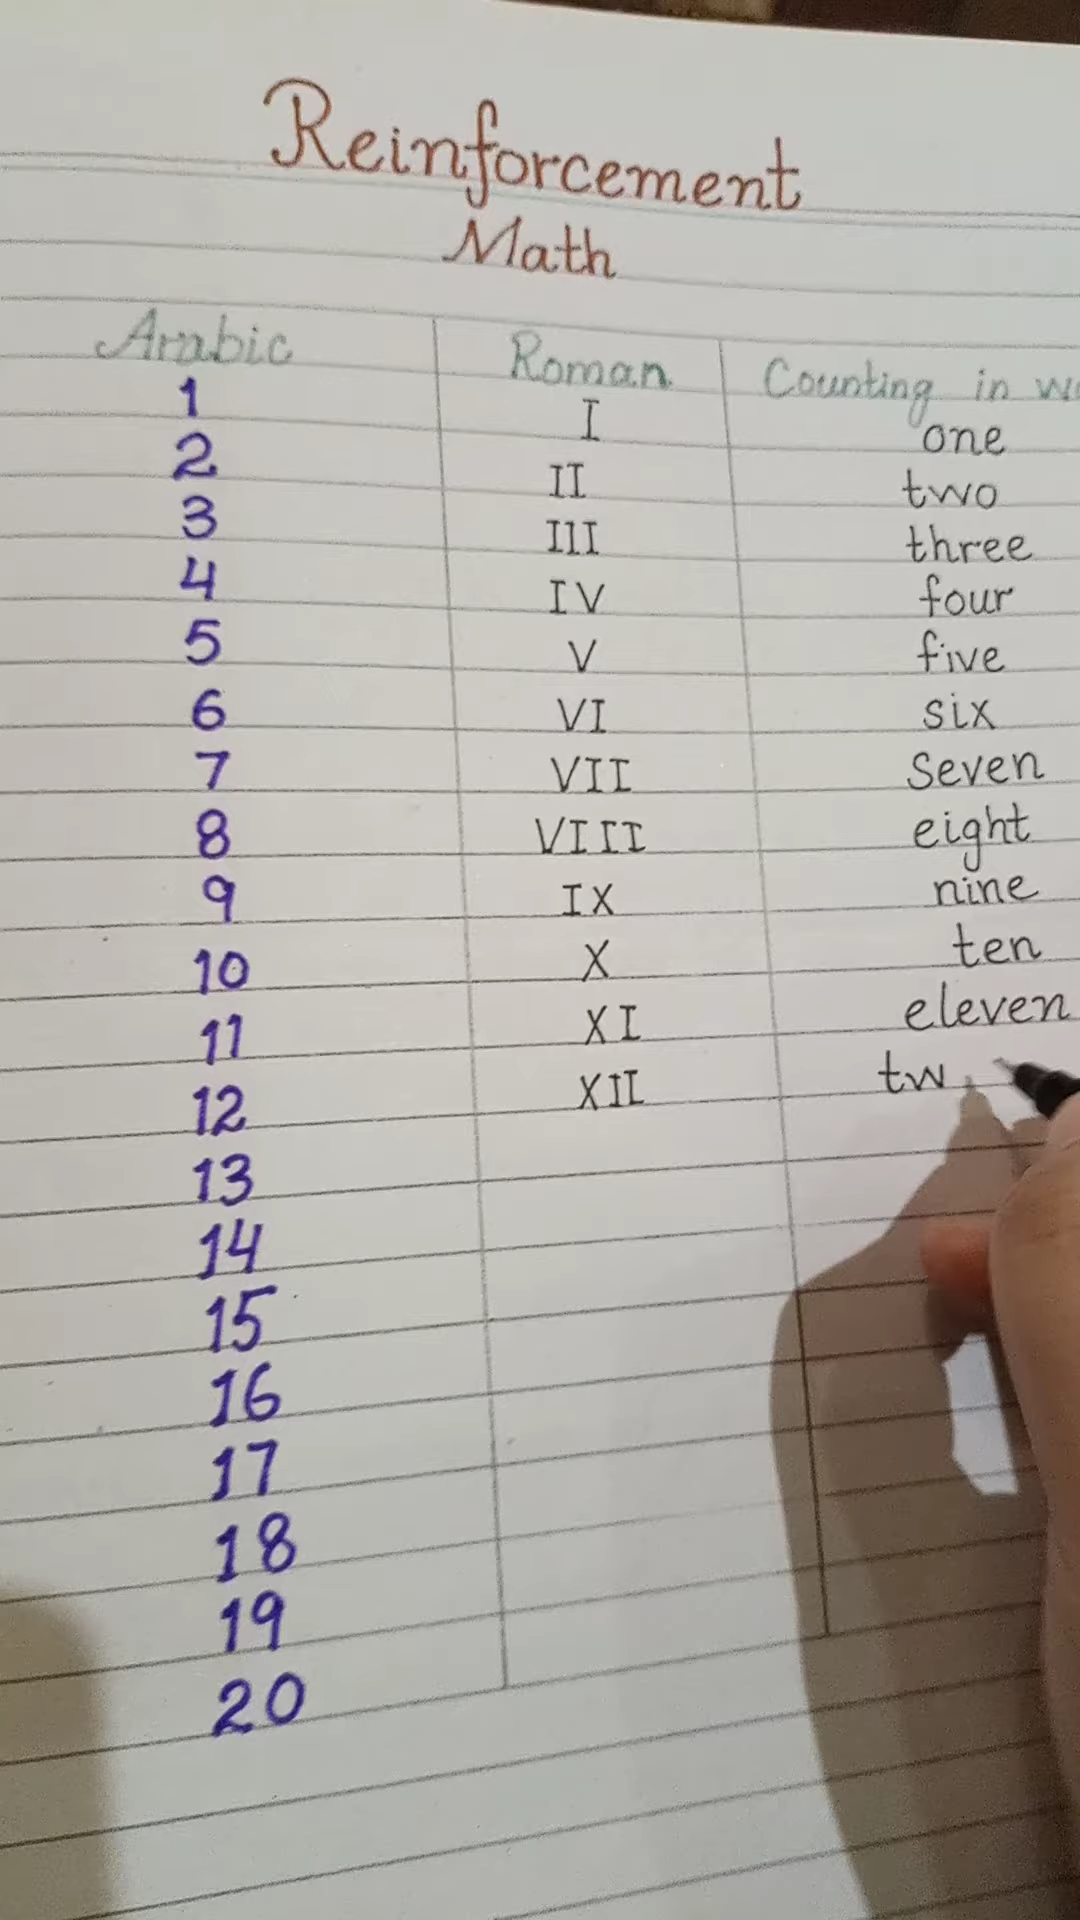 Reinforcement
Math
Arabic Roman Counting in
1 I one
2 II two
3 III three
4 IV four
5 V five
6 VI six
7 VII seven
8 VIII eight
9 IX nine
10 X ten
11 XI eleven
12 XII tw
13
14
15
16
17
18
19
20